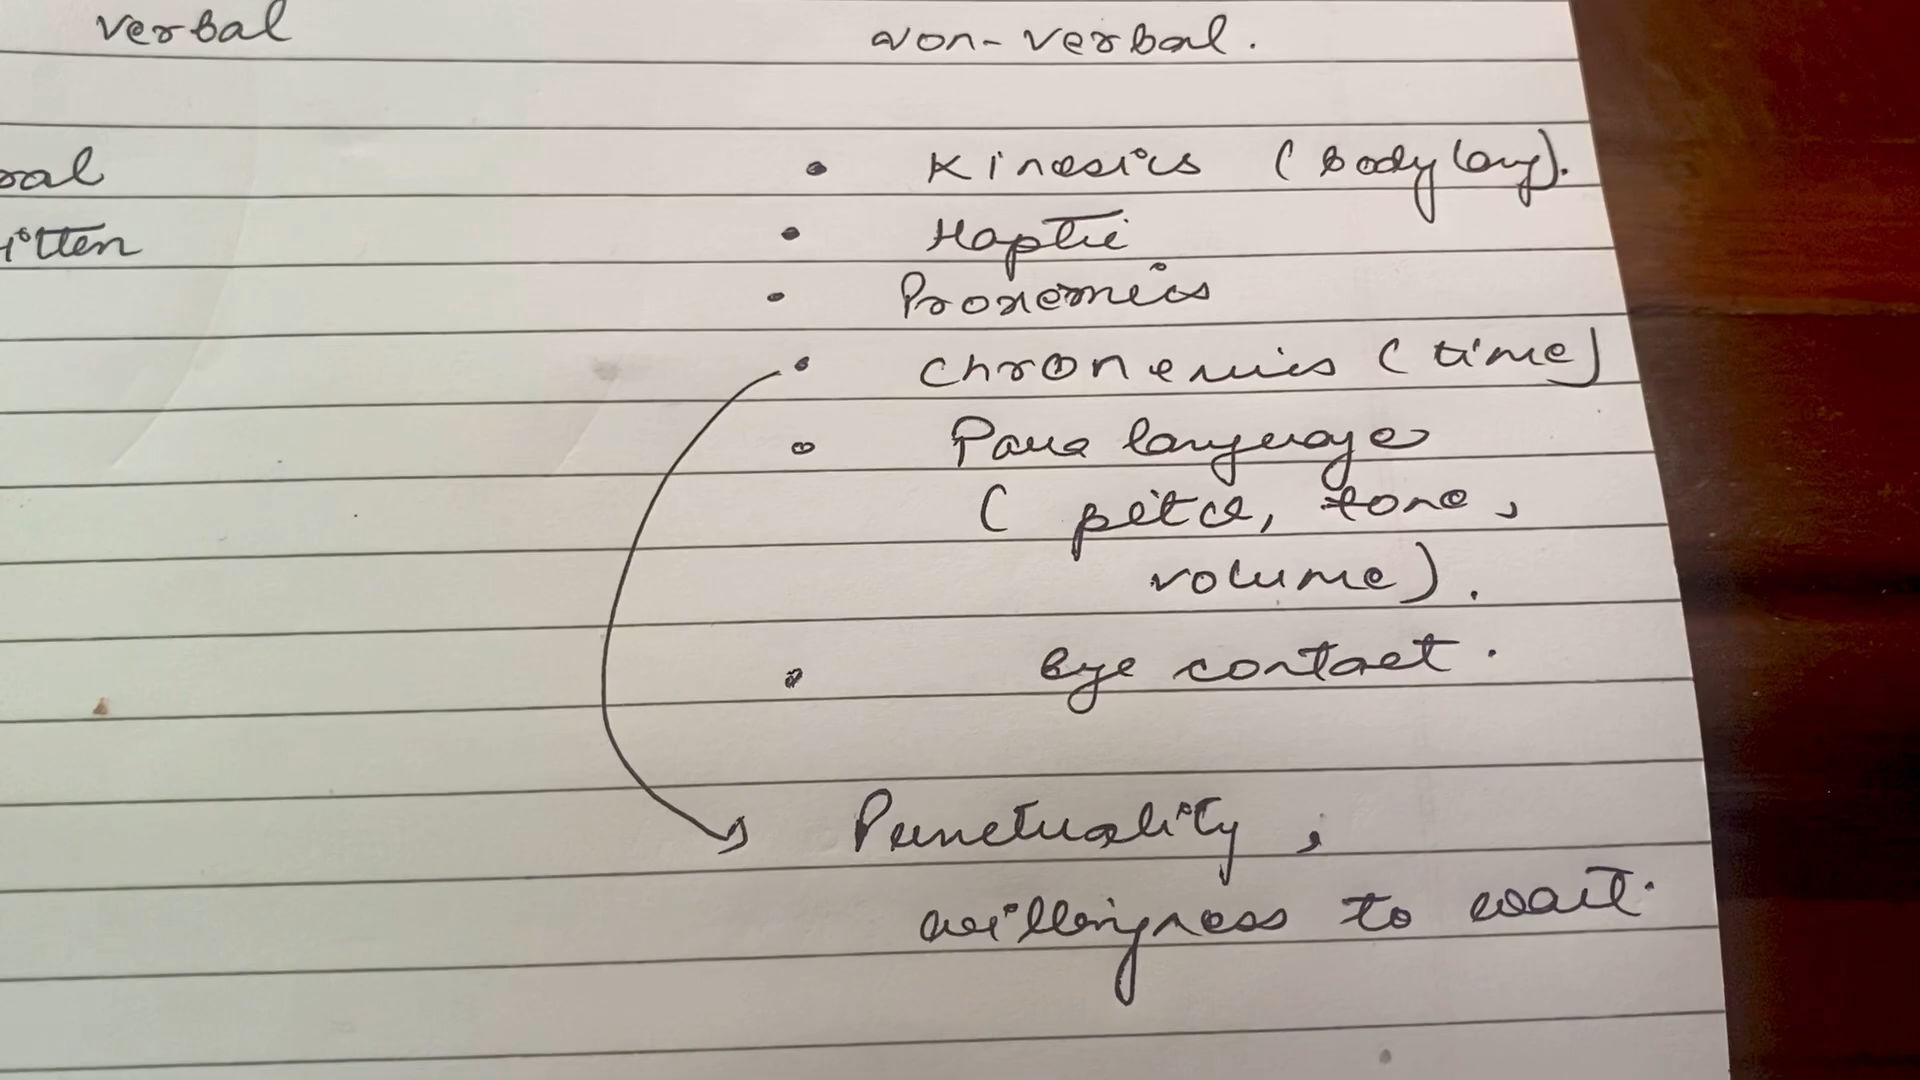 verbal non-verbal.
oral • Kinesics (body lang).
written • Haptic
• Proxemics
• chronemics (time)
• Para language
( pitch, tone,
volume).
• eye contact.
Punctuality,
willingness to wait.